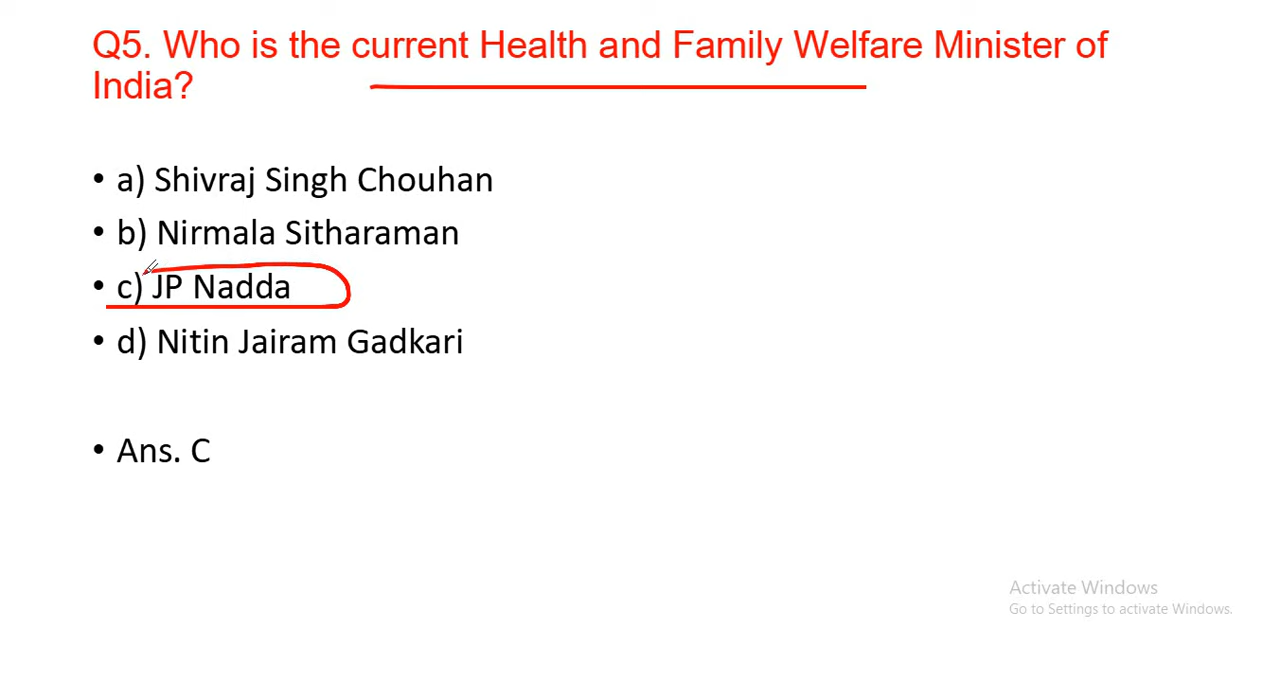 Q5. Who is the current Health and Family Welfare Minister of
India?
• a) Shivraj Singh Chouhan
• b) Nirmala Sitharaman
• c) JP Nadda
• d) Nitin Jairam Gadkari
• Ans. C
Activate Windows
Go to Settings to activate Windows.